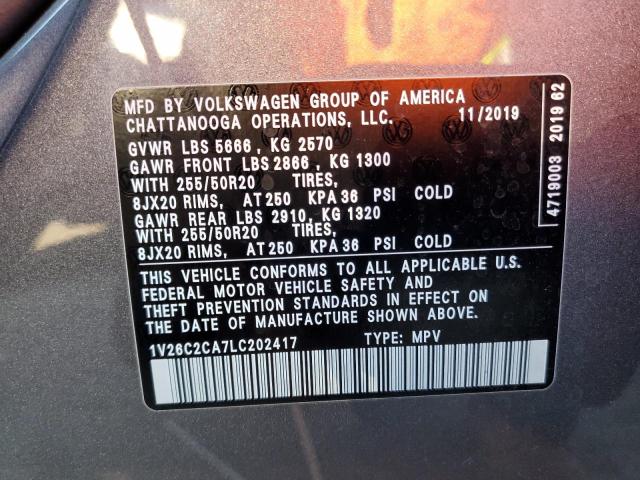 MFD BY VOLKSWAGEN GROUP OF AMERICA
CHATTANOOGA OPERATIONS, LLC. 11/2019
GVWR LBS 5666 , KG 2570
GAWR FRONT LBS 2866 , KG 1300
WITH 255/50R20 TIRES,
8JX20 RIMS, AT 250 KPA 36 PSI COLD
GAWR REAR LBS 2910, KG 1320
WITH 255/50R20 TIRES,
8JX20 RIMS, AT 250 KPA 36 PSI COLD
THIS VEHICLE CONFORMS TO ALL APPLICABLE U.S.
FEDERAL MOTOR VEHICLE SAFETY AND
THEFT PREVENTION STANDARDS IN EFFECT ON
THE DATE OF MANUFACTURE SHOWN ABOVE.
1V26C2CA7LC202417 TYPE: MPV
4719003 2019 62